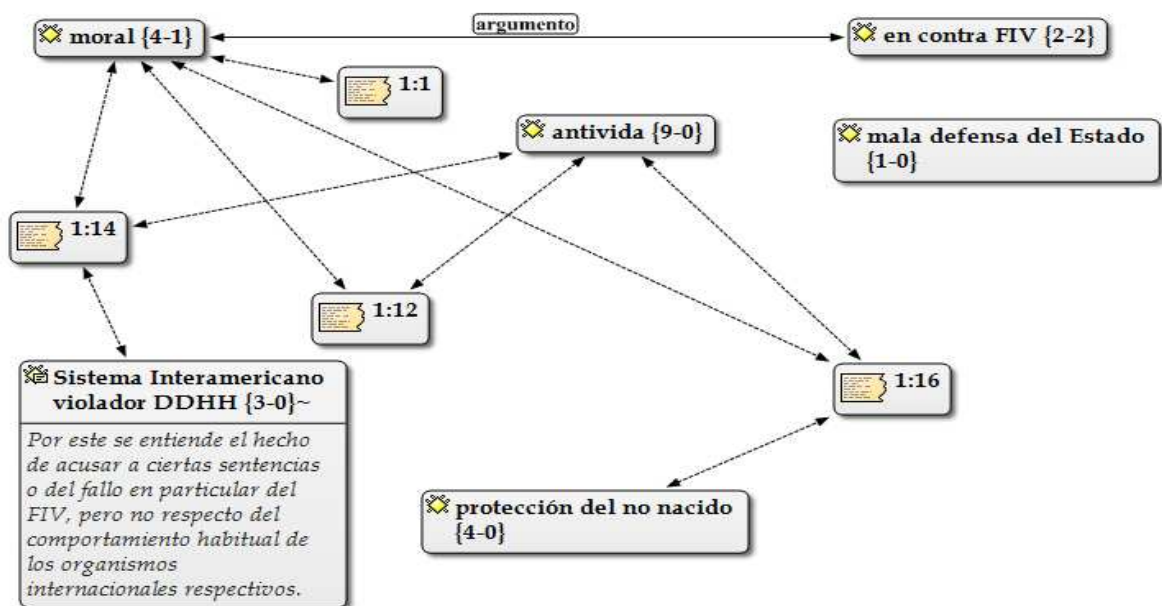 argumento
moral {4-1}
en contra FIV {2-2}
1:1
antivida {9-0}
mala defensa del Estado
{1-0}
1:14
1:12
Sistema Interamericano
violador DDHH {3-0}~
Por este se entiende el hecho
de acusar a ciertas sentencias
o del fallo en particular del
FIV, pero no respecto del
comportamiento habitual de
los organismos
internacionales respectivos.
1:16
protección del no nacido
{4-0}